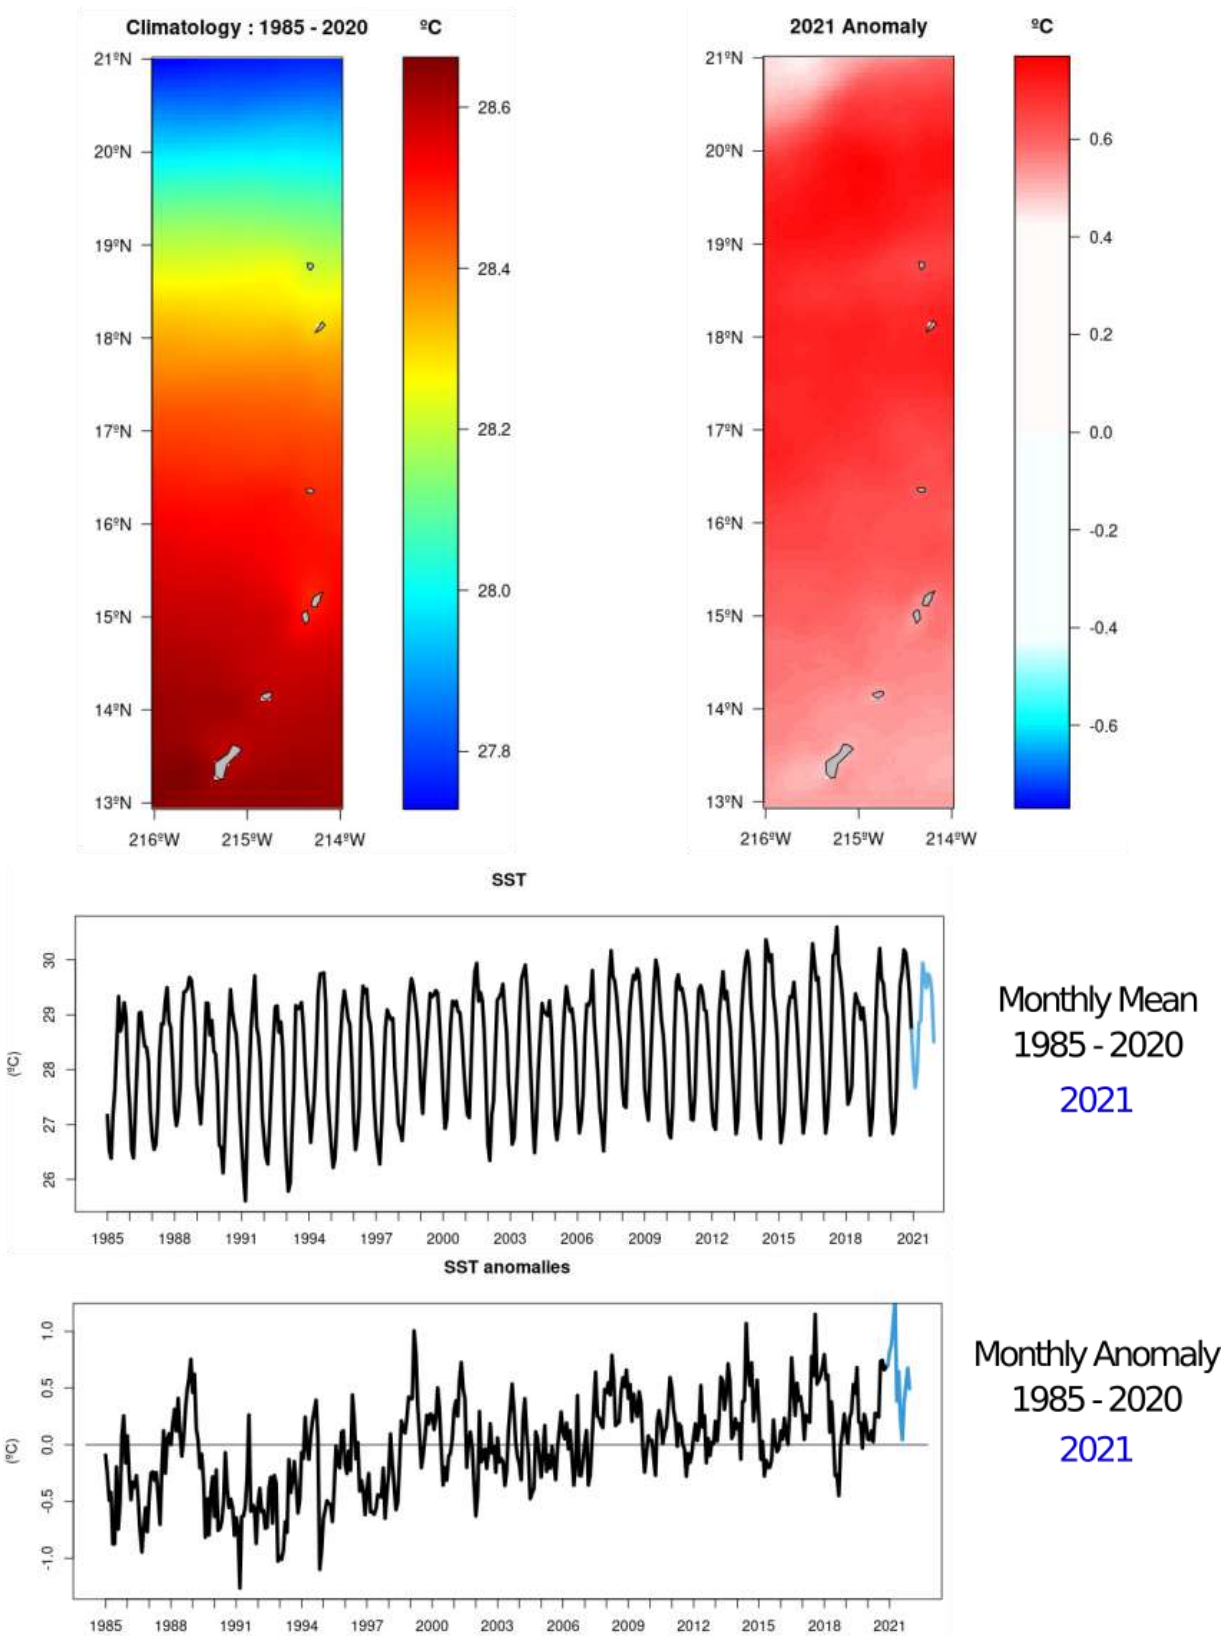 Climatology : 1985 - 2020
ºC
21ºN
20ºN
19ºN
18ºN
17ºN
16ºN
15ºN
14ºN
13ºN
216ºW
215ºW
214ºW
28.6
28.4
28.2
28.0
27.8
2021 Anomaly
ºC
21ºN
20ºN
19ºN
18ºN
17ºN
16ºN
15ºN
14ºN
13ºN
216ºW
215ºW
214ºW
0.6
0.4
0.2
0.0
-0.2
-0.4
-0.6
SST
(ºC)
30
29
28
27
26
1985 1988 1991 1994 1997 2000 2003 2006 2009 2012 2015 2018 2021
Monthly Mean
1985 - 2020
2021
SST anomalies
(ºC)
1.0
0.5
0.0
-0.5
-1.0
1985 1988 1991 1994 1997 2000 2003 2006 2009 2012 2015 2018 2021
Monthly Anomaly
1985 - 2020
2021